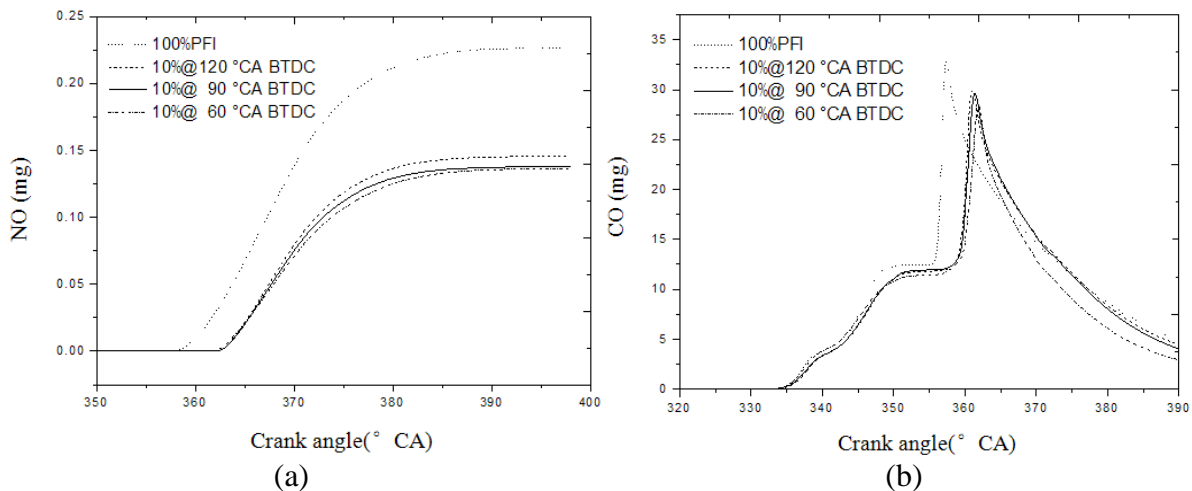 0.25
0.20
0.15
0.10
0.05
0.00
NO (mg)
100%PFI
10%@120 °CA BTDC
10%@ 90 °CA BTDC
10%@ 60 °CA BTDC
350 360 370 380 390 400
Crank angle(° CA)
(a)
35
30
25
20
15
10
5
0
CO (mg)
100%PFI
10%@120 °CA BTDC
10%@ 90 °CA BTDC
10%@ 60 °CA BTDC
320 330 340 350 360 370 380 390
Crank angle(° CA)
(b)